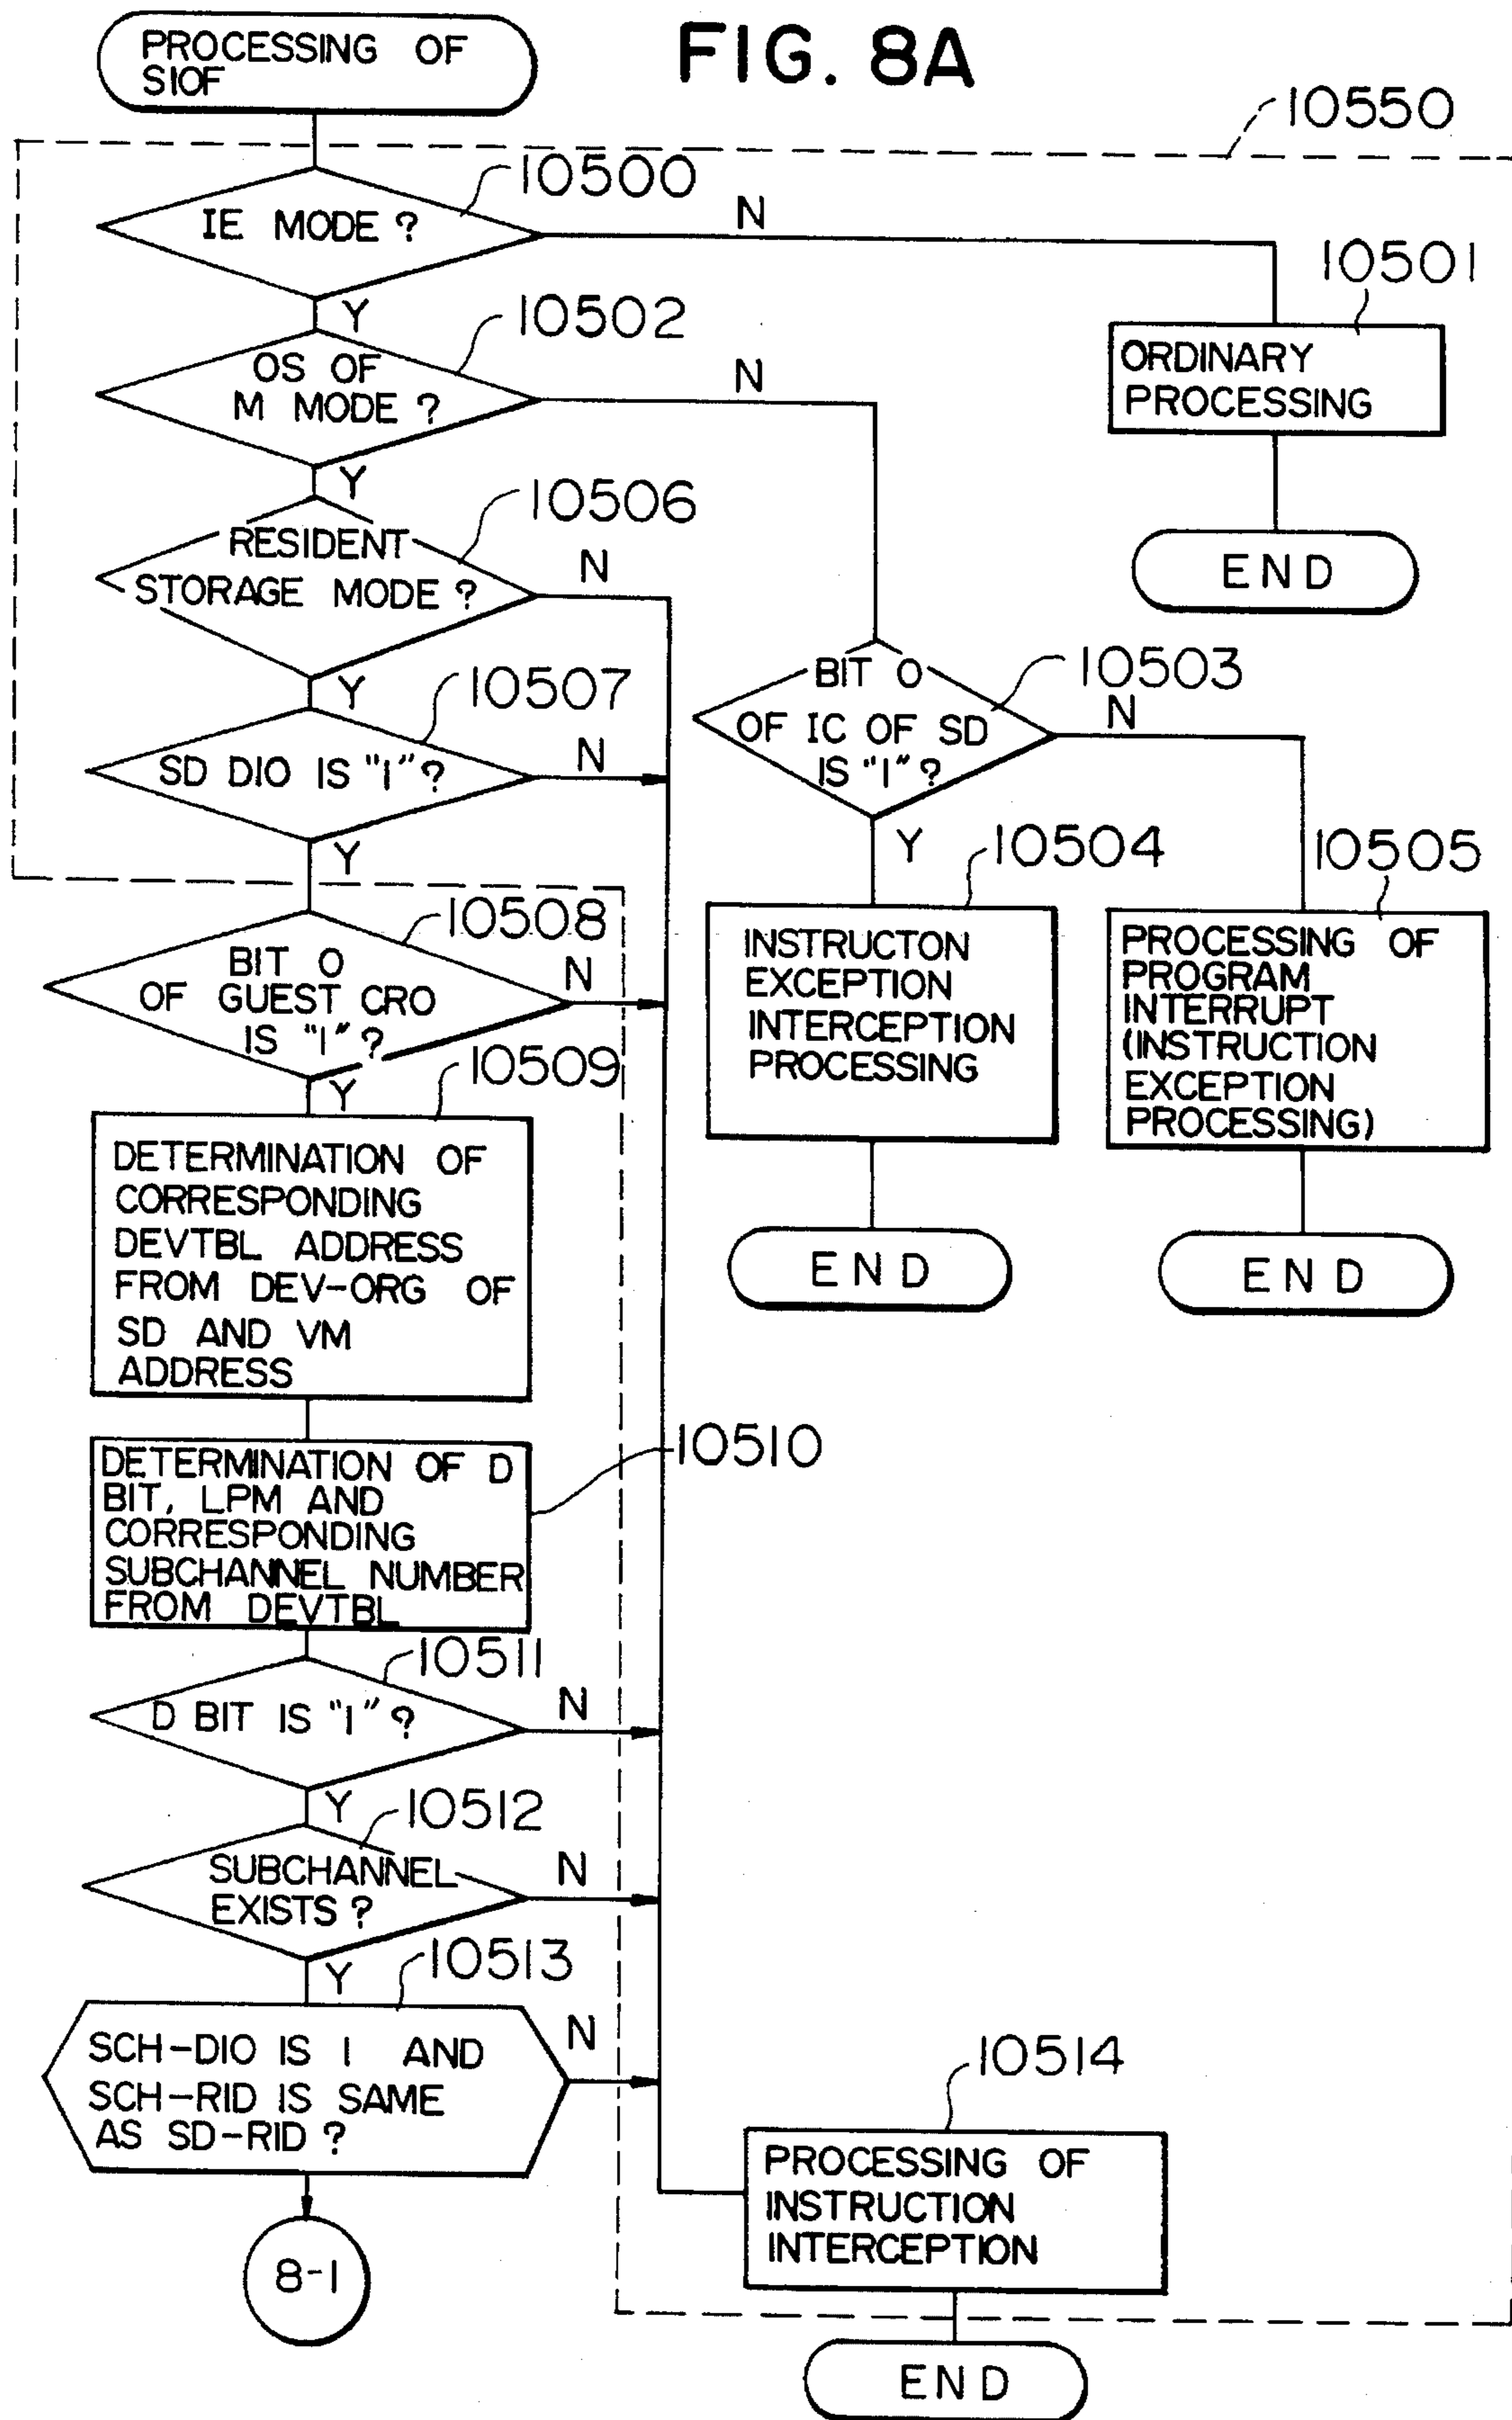 FIG. 8A
PROCESSING OF
SIOF
10550
10500
IE MODE ?
N
Y
10501
ORDINARY
PROCESSING
END
10502
OS OF
M MODE ?
N
Y
10506
RESIDENT
STORAGE MODE ?
N
Y
10503
BIT 0
OF IC OF SD
IS "1" ?
N
Y
10507
SD DIO IS "1" ?
N
Y
10504
INSTRUCTON
EXCEPTION
INTERCEPTION
PROCESSING
END
10505
PROCESSING OF
PROGRAM
INTERRUPT
(INSTRUCTION
EXCEPTION
PROCESSING)
END
10508
BIT 0
OF GUEST CRO
IS "1" ?
N
Y
10509
DETERMINATION OF
CORRESPONDING
DEVTBL ADDRESS
FROM DEV-ORG OF
SD AND VM
ADDRESS
10510
DETERMINATION OF D
BIT, LPM AND
CORRESPONDING
SUBCHANNEL NUMBER
FROM DEVTBL
10511
D BIT IS "1" ?
N
Y
10512
SUBCHANNEL
EXISTS ?
N
Y
10513
SCH-DIO IS 1 AND
SCH-RID IS SAME
AS SD-RID ?
N
8-1
10514
PROCESSING OF
INSTRUCTION
INTERCEPTION
END